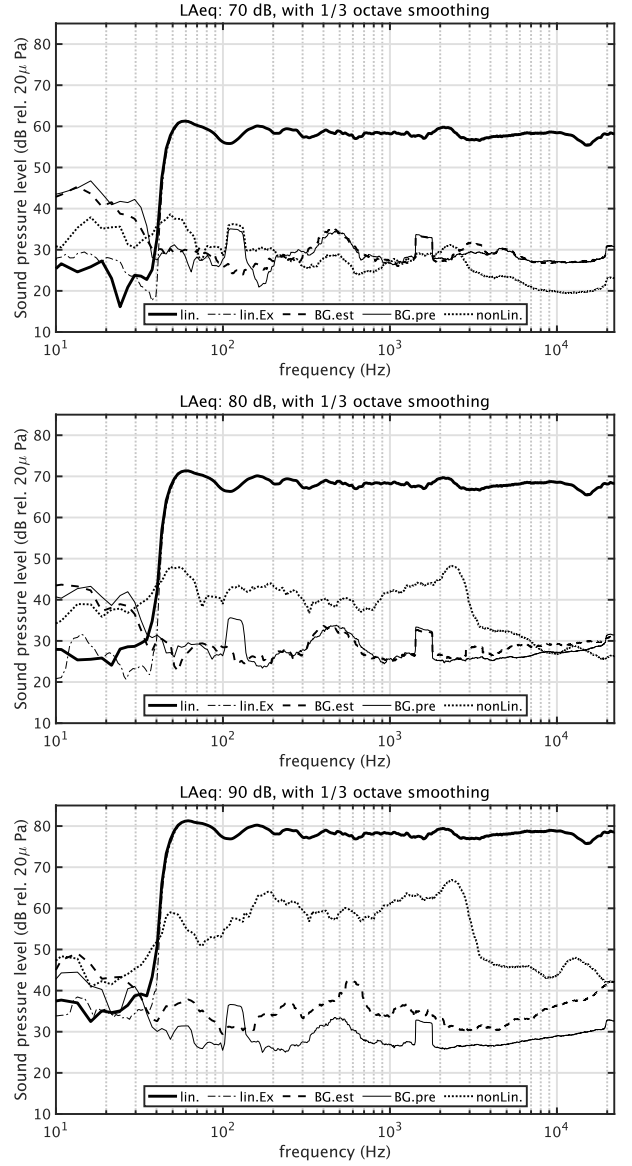 LAeq: 70 dB, with 1/3 octave smoothing
Sound pressure level (dB rel. 20μ Pa)
80
70
60
50
40
30
20
10
lin. lin.Ex BG.est BG.pre nonLin.
10^1 10^2 10^3 10^4
frequency (Hz)
LAeq: 80 dB, with 1/3 octave smoothing
Sound pressure level (dB rel. 20μ Pa)
80
70
60
50
40
30
20
10
lin. lin.Ex BG.est BG.pre nonLin.
10^1 10^2 10^3 10^4
frequency (Hz)
LAeq: 90 dB, with 1/3 octave smoothing
Sound pressure level (dB rel. 20μ Pa)
80
70
60
50
40
30
20
10
lin. lin.Ex BG.est BG.pre nonLin.
10^1 10^2 10^3 10^4
frequency (Hz)